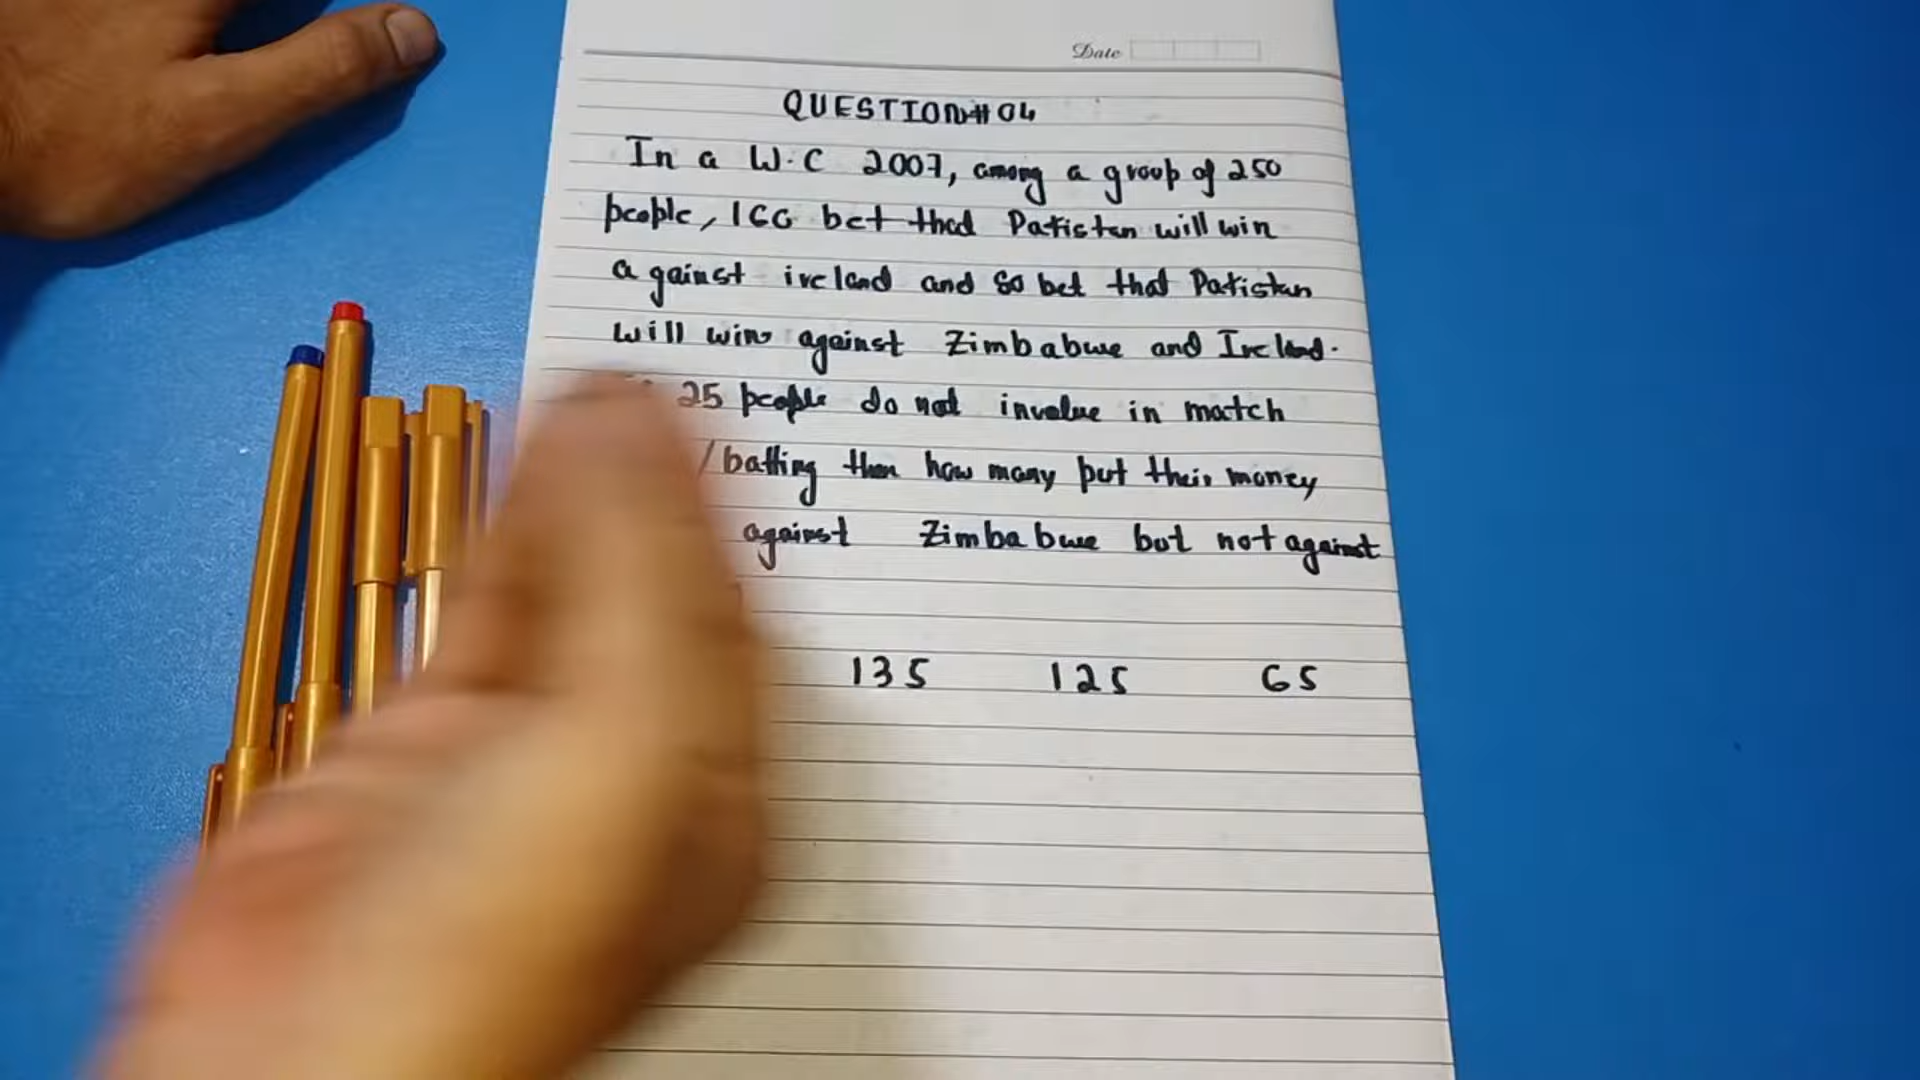 Date
QUESTION# 04
In a W.C 2007, among a group of 250
people, 160 bet that Pakistan will win
against ireland and 50 bet that Pakistan
will win against Zimbabwe and Ireland.
25 people do not involve in match
/batting then how many put their money
against Zimbabwe but not against
135 125 65